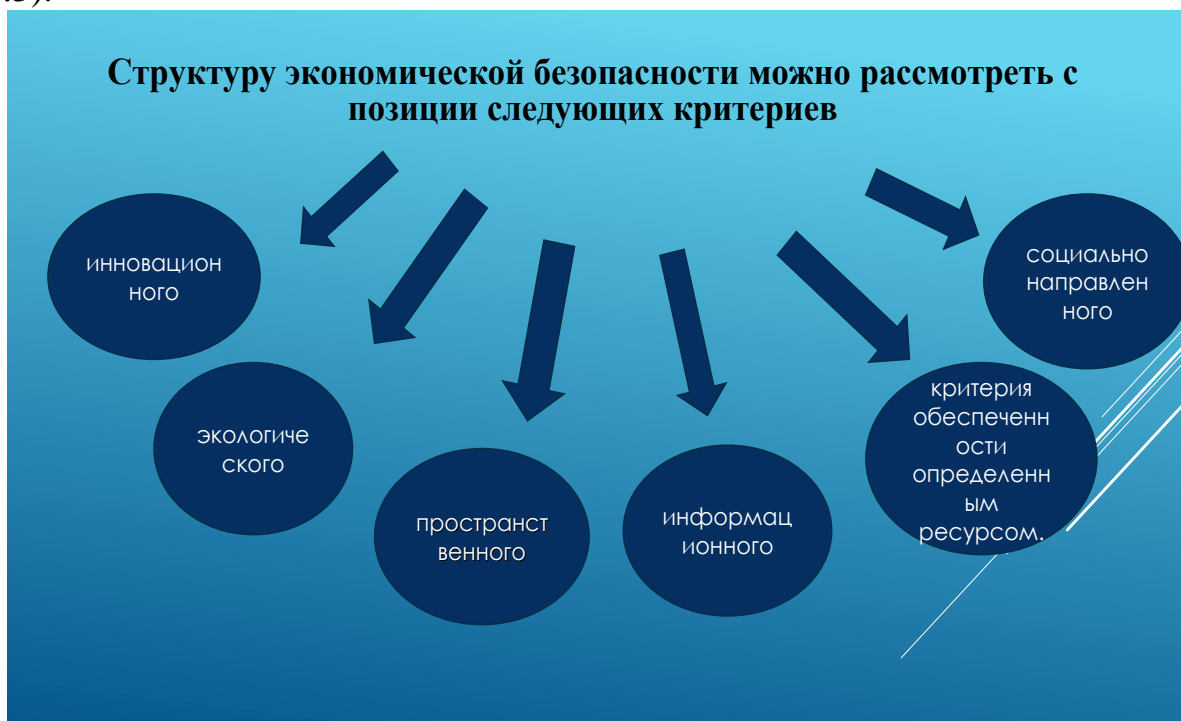 .3).
Структуру экономической безопасности можно рассмотреть с
позиции следующих критериев
инновацион
ного
экологиче
ского
пространст
венного
информац
ионного
критерия
обеспеченн
ости
определенн
ым
ресурсом.
социально
направлен
ного